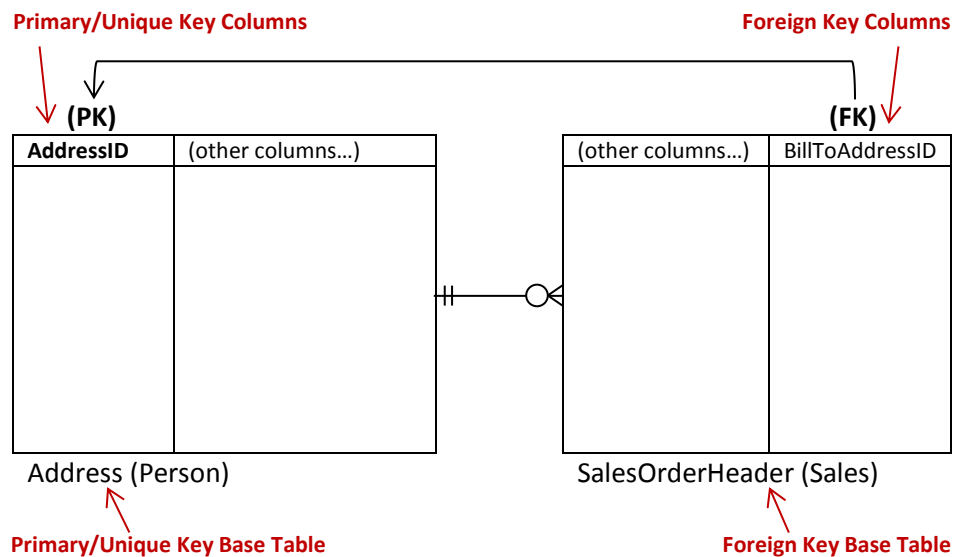 Primary/Unique Key Columns
Foreign Key Columns
(PK)
(FK)
AddressID
(other columns…)
(other columns…)
BillToAddressID
Address (Person)
SalesOrderHeader (Sales)
Primary/Unique Key Base Table
Foreign Key Base Table